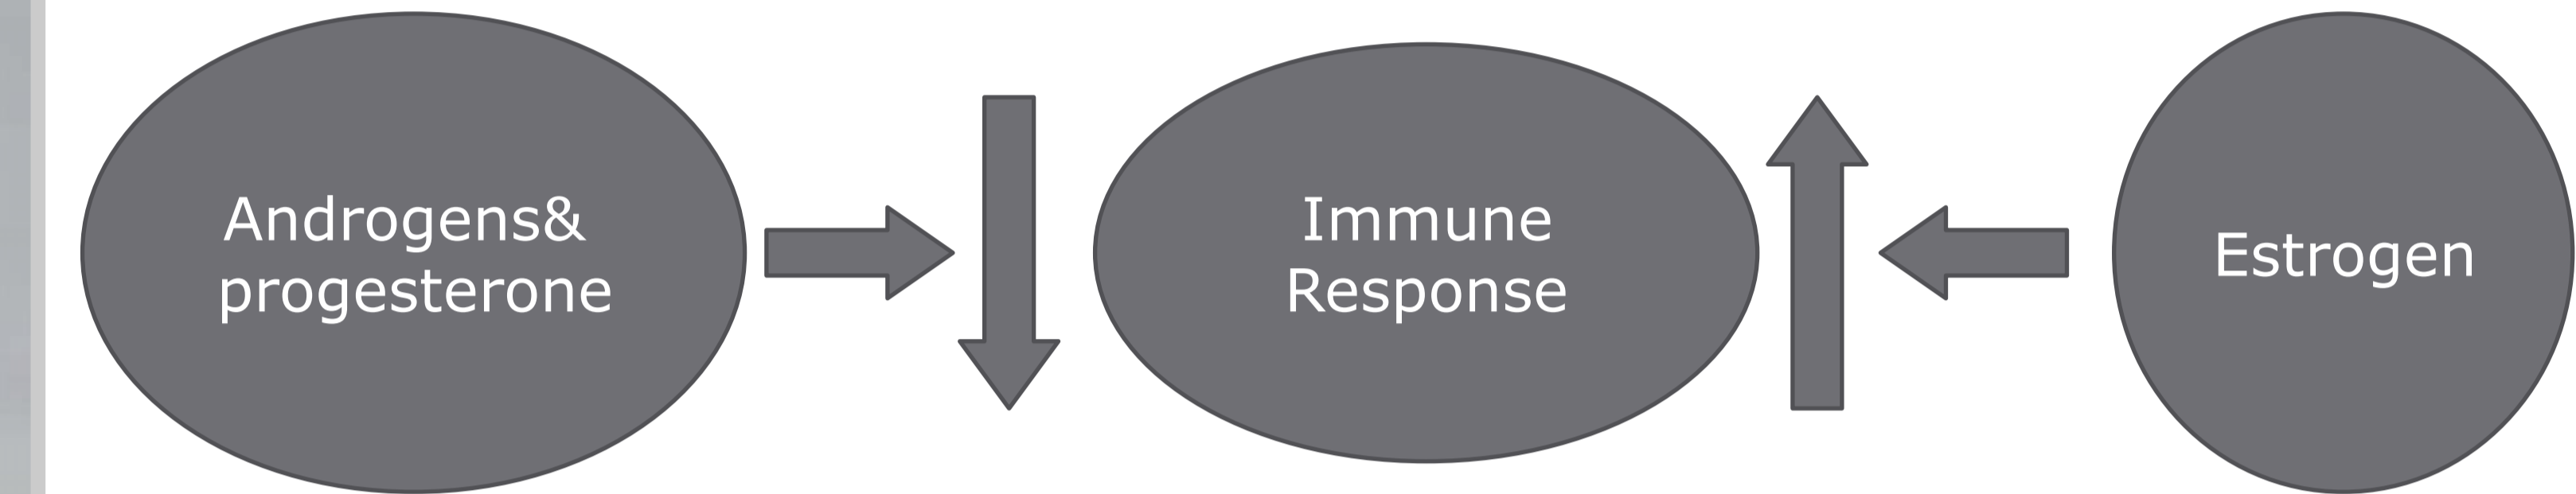 Androgens&
progesterone
Immune
Response
Estrogen